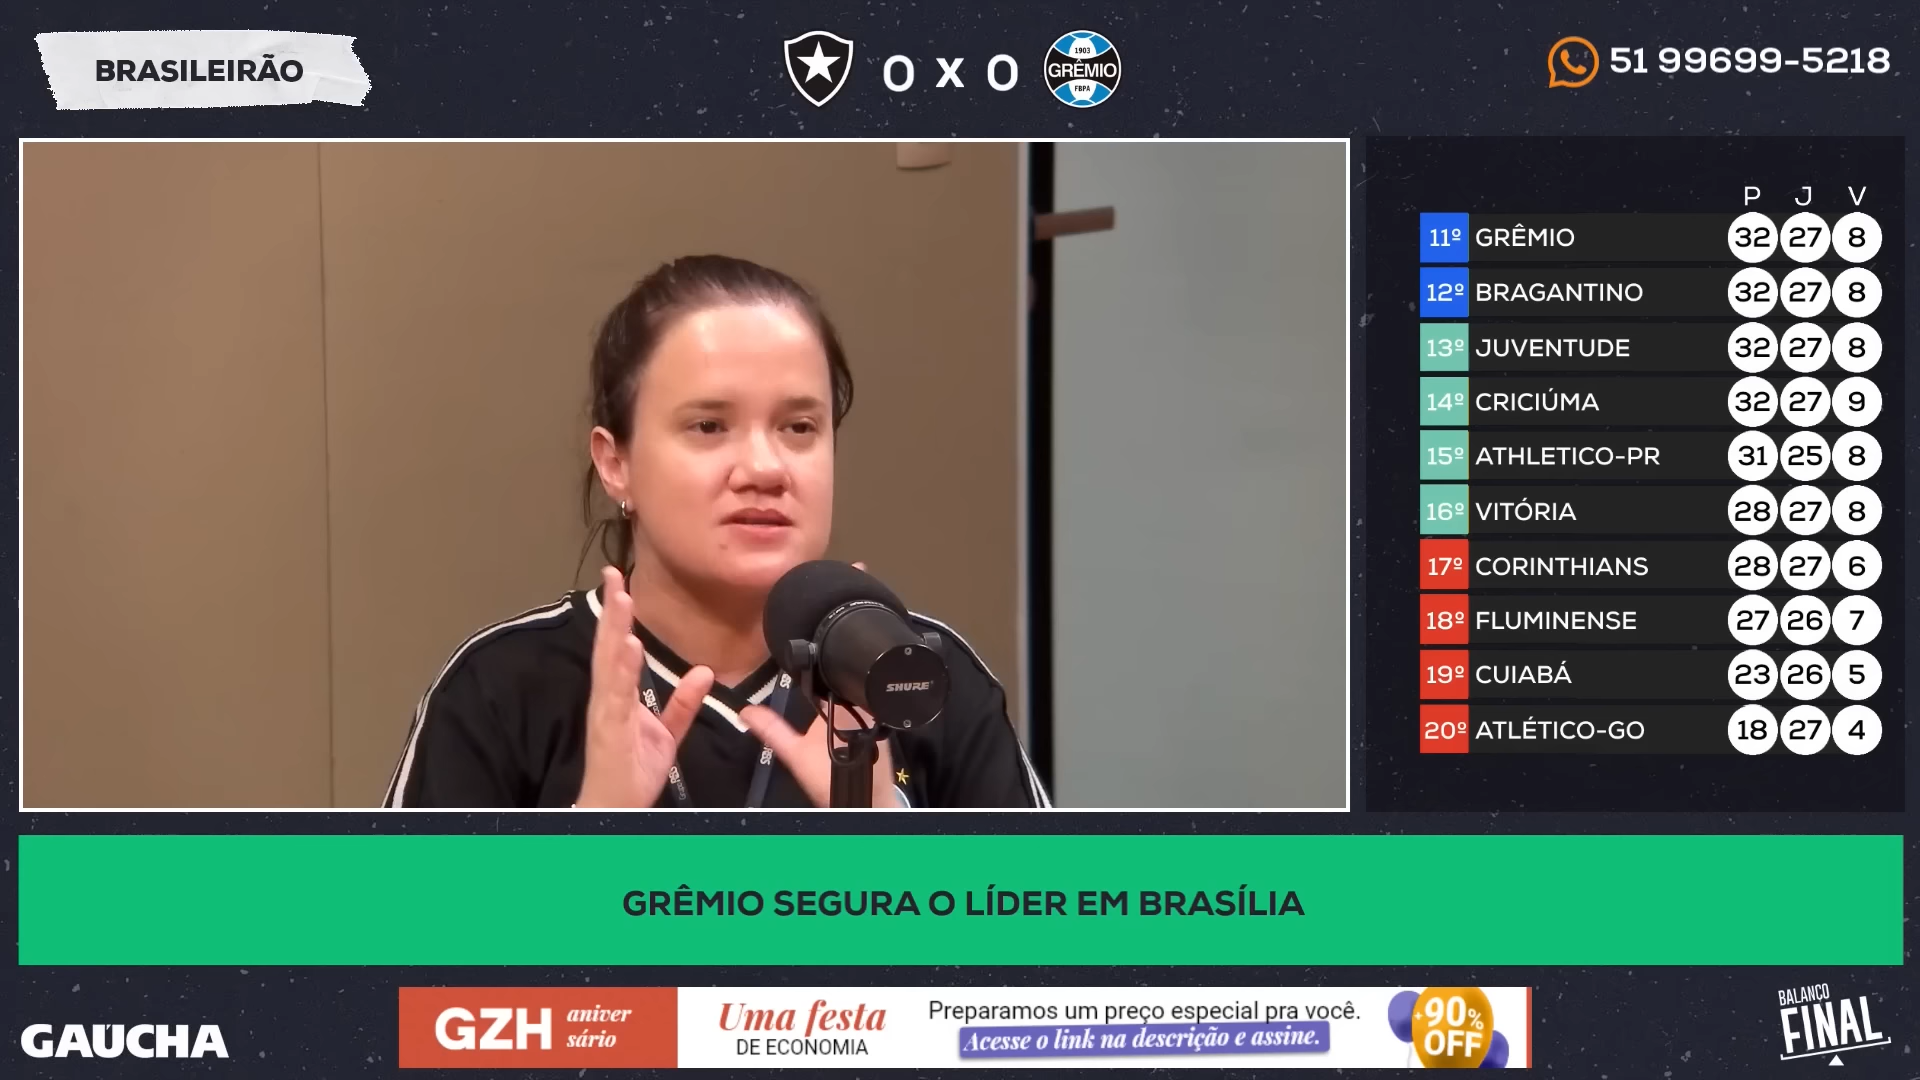 BRASILEIRÃO
0 X 0
1903
GRÊMIO
FBPA
51 99699-5218
P J V
11º GRÊMIO 32 27 8
12º BRAGANTINO 32 27 8
13º JUVENTUDE 32 27 8
14º CRICIÚMA 32 27 9
15º ATHLETICO-PR 31 25 8
16º VITÓRIA 28 27 8
17º CORINTHIANS 28 27 6
18º FLUMINENSE 27 26 7
19º CUIABÁ 23 26 5
20º ATLÉTICO-GO 18 27 4
SHURE
RBS
RBS
RBS
GRÊMIO SEGURA O LÍDER EM BRASÍLIA
GAÚCHA
GZH aniver
sário
Uma festa
DE ECONOMIA
Preparamos um preço especial pra você.
Acesse o link na descrição e assine.
+90%
OFF
BALANÇO
FINAL